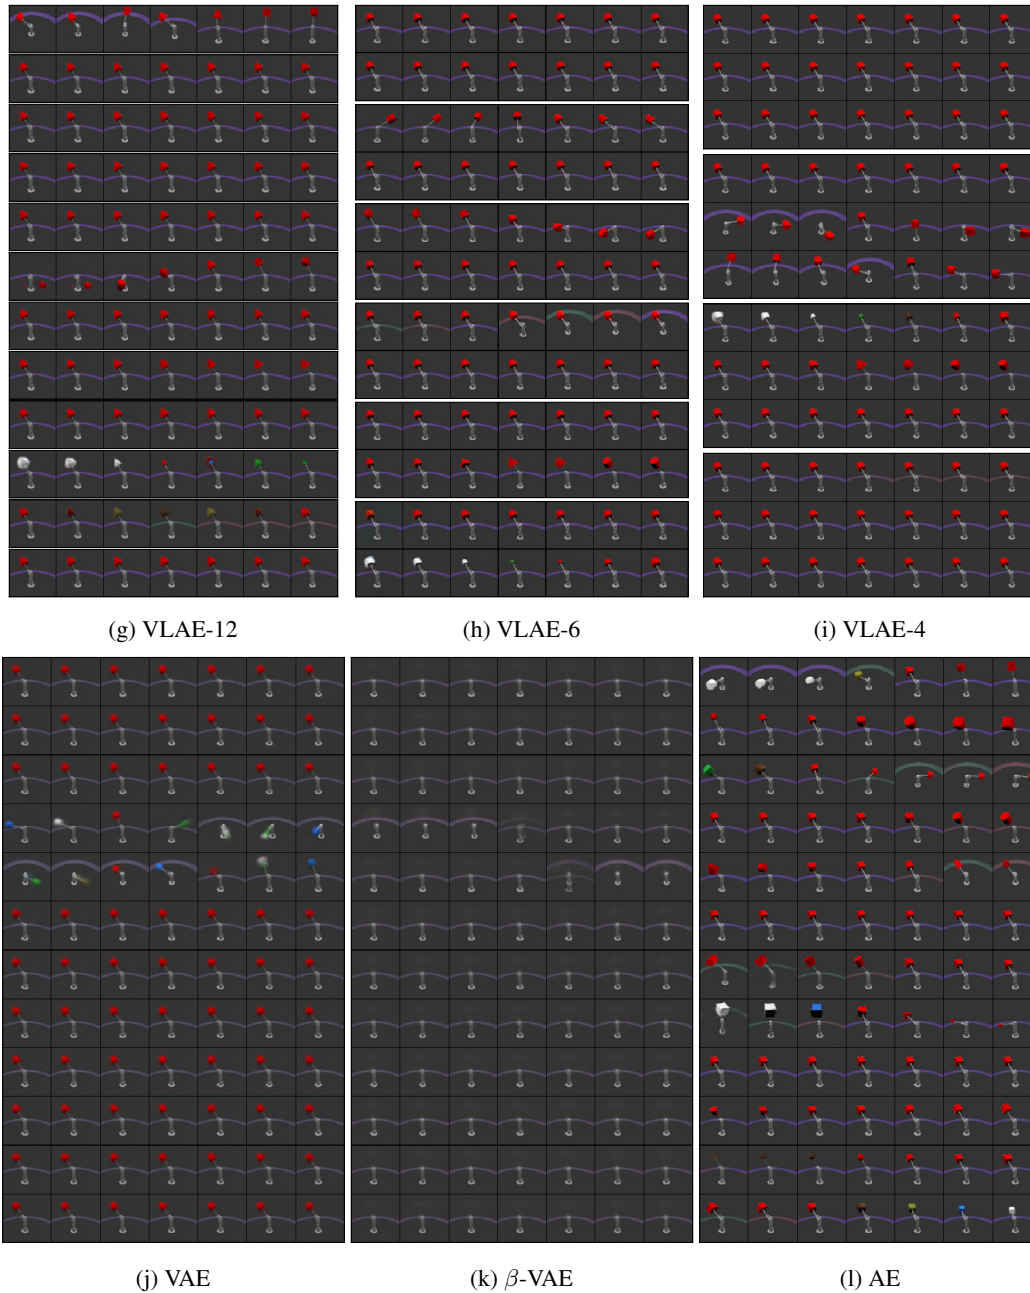 (g) VLAE-12
(h) VLAE-6
(i) VLAE-4
(j) VAE
(k) β-VAE
(l) AE